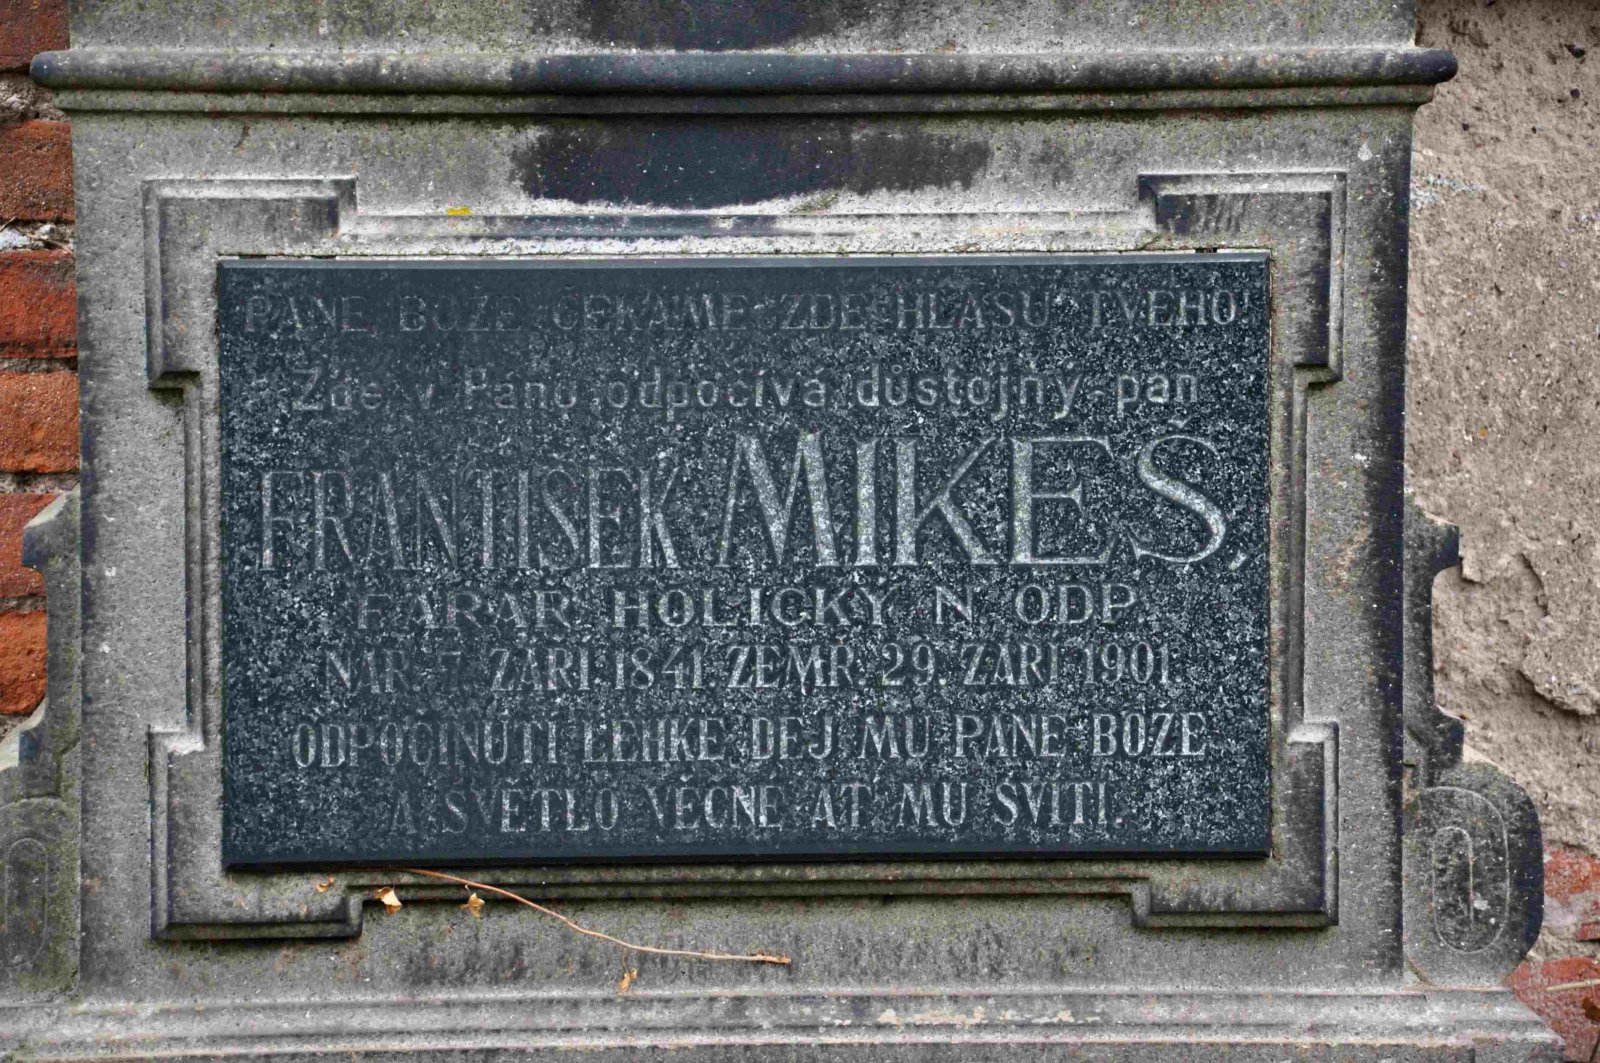 PANE BOŽE ČEKÁME ZDE HLASU TVÉHO!
Zde v Pánu odpočívá důstojný pan
FRANTIŠEK MIKEŠ,
FARÁŘ HOLICKÝ N. ODP.
NAR. 7. ZÁŘÍ 1841 ZEMŘ. 29. ZÁŘÍ 1901.
ODPOČINUTÍ LEHKÉ DEJ MU PANE BOŽE
A SVĚTLO VĚČNÉ AŤ MU SVÍTÍ.